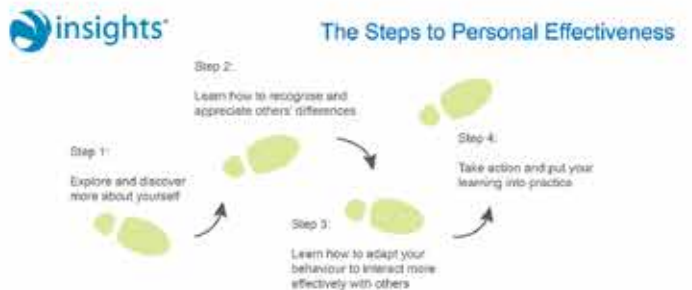 insights
The Steps to Personal Effectiveness
Step 1:
Explore and discover
more about yourself
Step 2:
Learn how to recognise and
appreciate others' differences
Step 3:
Learn how to adapt your
behaviour to interact more
effectively with others
Step 4:
Take action and put your
learning into practice